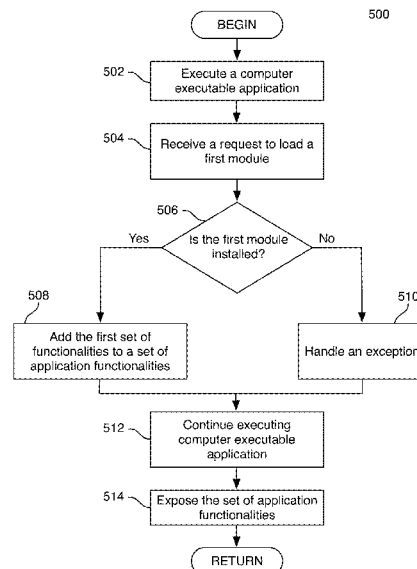 500
BEGIN
502
Execute a computer
executable application
504
Receive a request to load a
first module
506
Is the first module
installed?
Yes
No
508
Add the first set of
functionalities to a set of
application functionalities
510
Handle an exception
512
Continue executing
computer executable
application
514
Expose the set of application
functionalities
RETURN